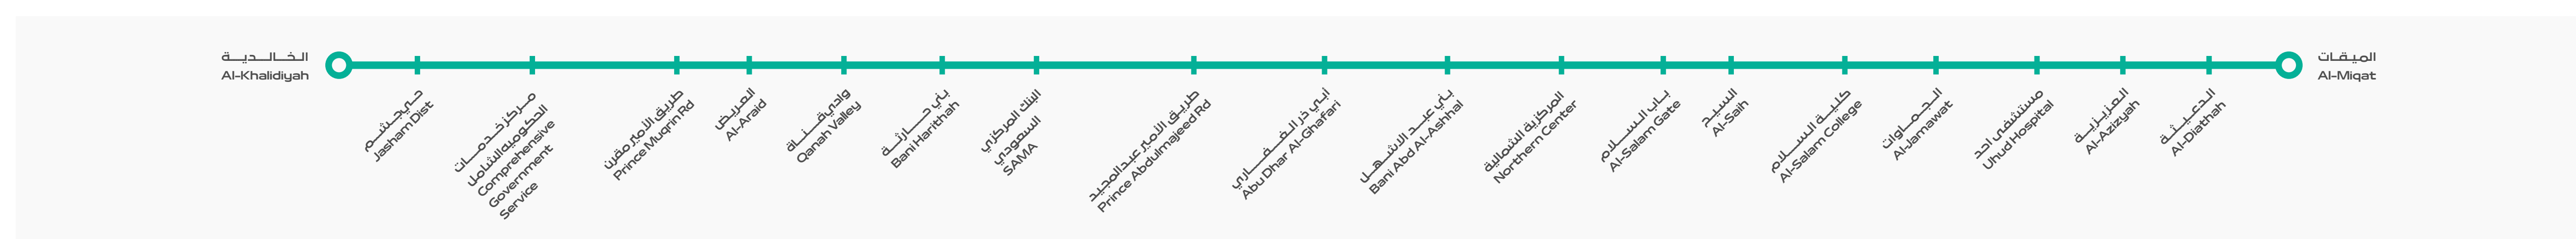 الخالدية
Al-Khalidiyah
حي جشم
Jasham Dist
مركز خدمات
الحكوميه الشامل
Comprehensive
Government
Service
طريق الأمير مقرن
Prince Muqrin Rd
العريض
Al-Araid
وادي قناة
Qanah Valley
بني حارثة
Bani Harithah
البنك المركزي
السعودي
SAMA
طريق الأمير عبدالمجيد
Prince Abdulmajeed Rd
أبي ذر الغفاري
Abu Dhar Al-Ghafari
بني عبد الاشهل
Bani Abd Al-Ashhal
المركزية الشمالية
Northern Center
باب السلام
Al-Salam Gate
السيح
Al-Saih
كلية السلام
Al-Salam College
الجماوات
Al-Jamawat
مستشفى احد
Uhud Hospital
العزيزية
Al-Azizyah
الدعيثة
Al-Diathah
الميقات
Al-Miqat